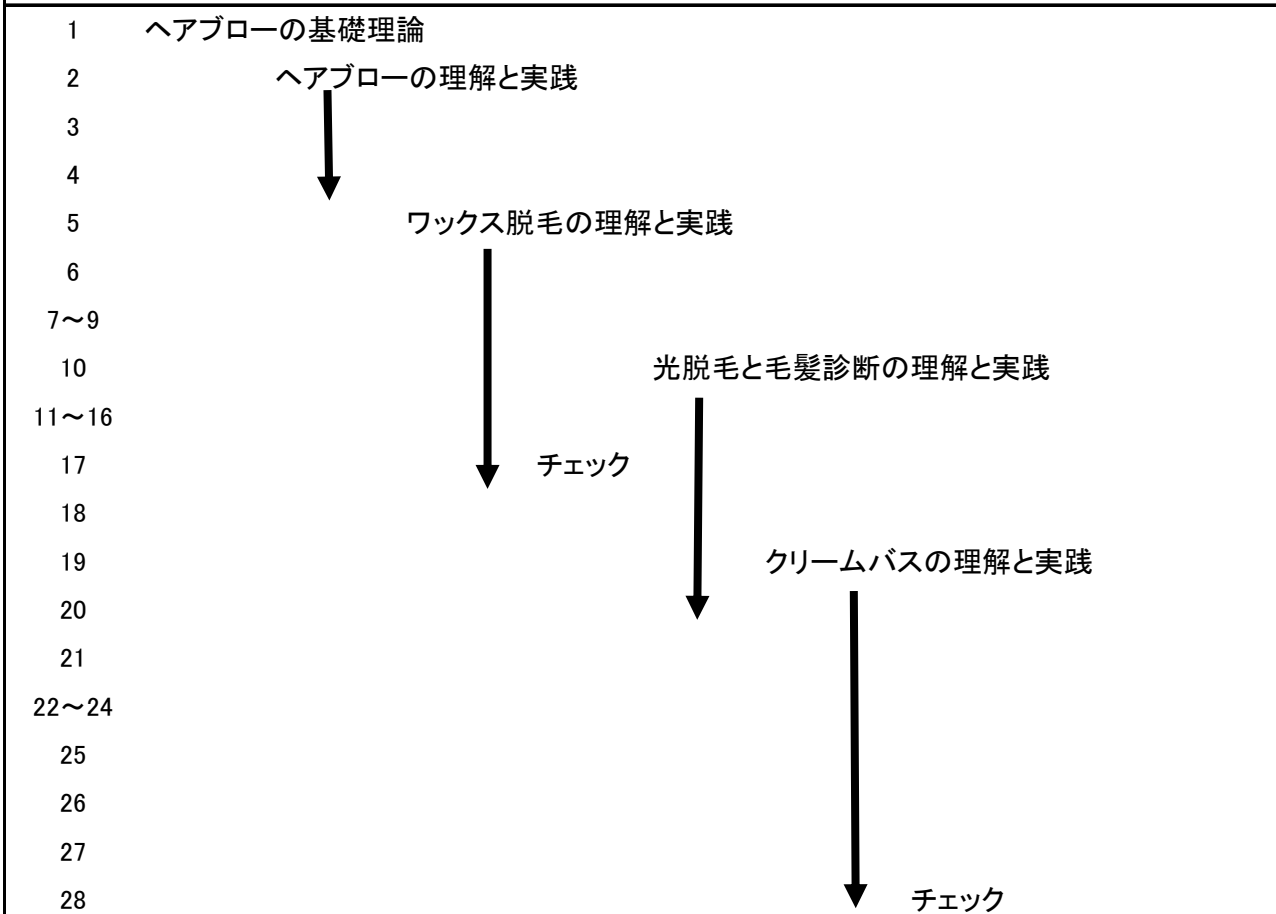 1 ヘアブローの基礎理論
2 ヘアブローの理解と実践
3
4
5 ワックス脱毛の理解と実践
6
7～9
10 光脱毛と毛髪診断の理解と実践
11～16
17 チェック
18
19 クリームバスの理解と実践
20
21
22～24
25
26
27
28 チェック